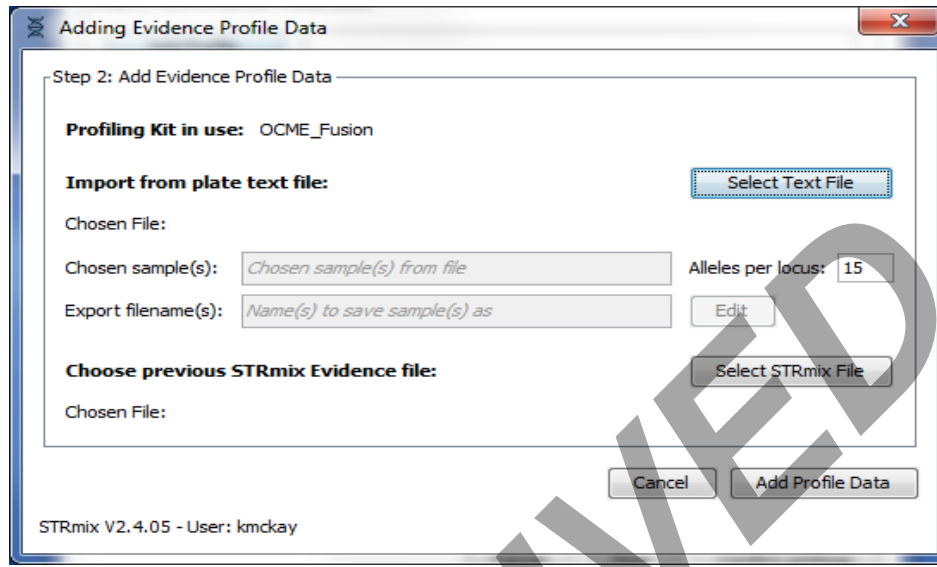 Adding Evidence Profile Data
Step 2: Add Evidence Profile Data
Profiling Kit in use: OCME_Fusion
Import from plate text file: Select Text File
Chosen File:
Chosen sample(s): Chosen sample(s) from file Alleles per locus: 15
Export filename(s): Name(s) to save sample(s) as Edit
Choose previous STRmix Evidence file: Select STRmix File
Chosen File:
Cancel Add Profile Data
STRmix V2.4.05 - User: kmckay
VED